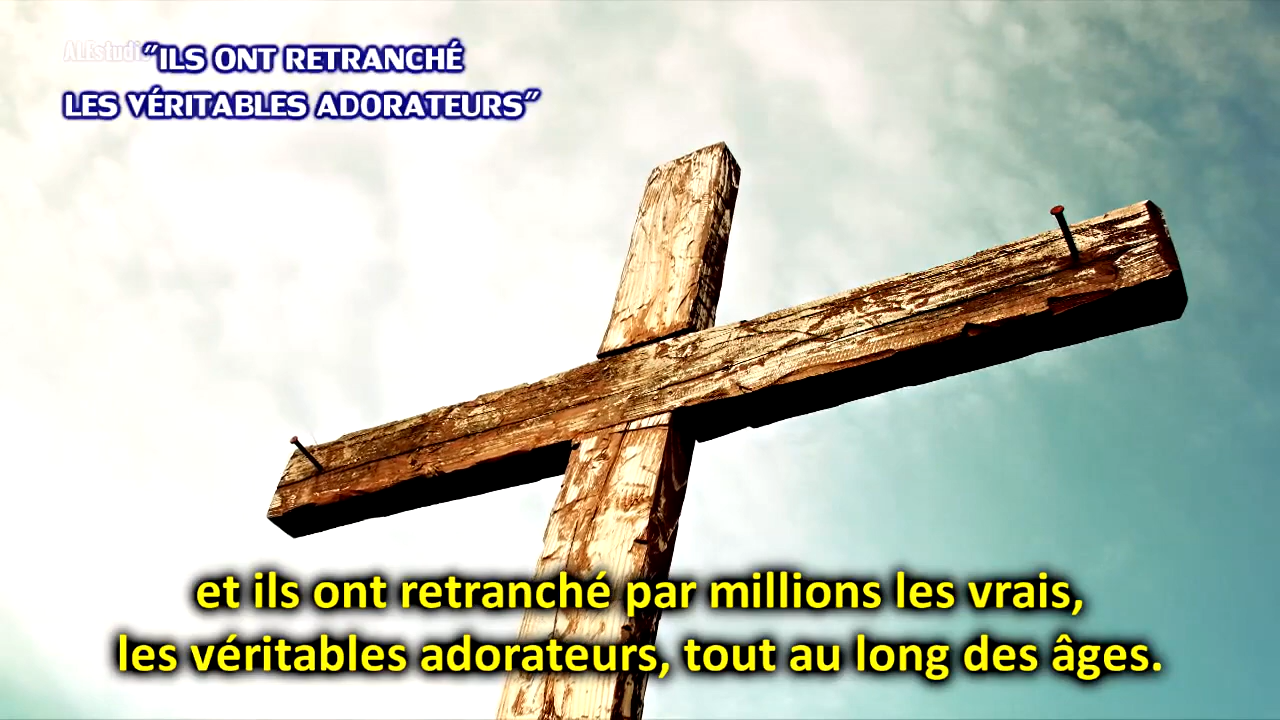 ALEstudio
"ILS ONT RETRANCHÉ
LES VÉRITABLES ADORATEURS"
et ils ont retranché par millions les vrais,
les véritables adorateurs, tout au long des âges.